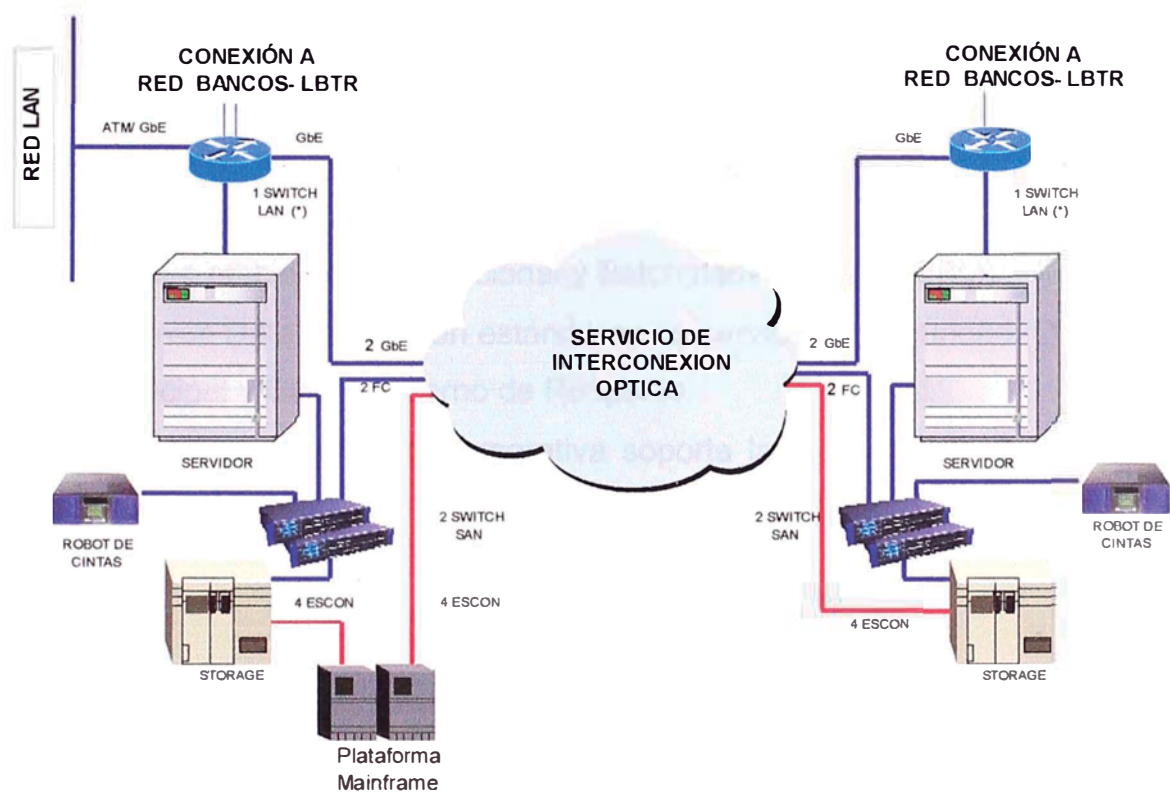 CONEXIÓN A
RED BANCOS- LBTR
RED LAN
ATM/ GbE
GbE
1 SWITCH
LAN (*)
SERVIDOR
ROBOT DE
CINTAS
STORAGE
2 GbE
2 FC
2 SWITCH
SAN
4 ESCON
4 ESCON
Plataforma
Mainframe
SERVICIO DE
INTERCONEXION
OPTICA
CONEXIÓN A
RED BANCOS- LBTR
GbE
1 SWITCH
LAN (*)
2 GbE
2 FC
SERVIDOR
2 SWITCH
SAN
ROBOT DE
CINTAS
4 ESCON
STORAGE